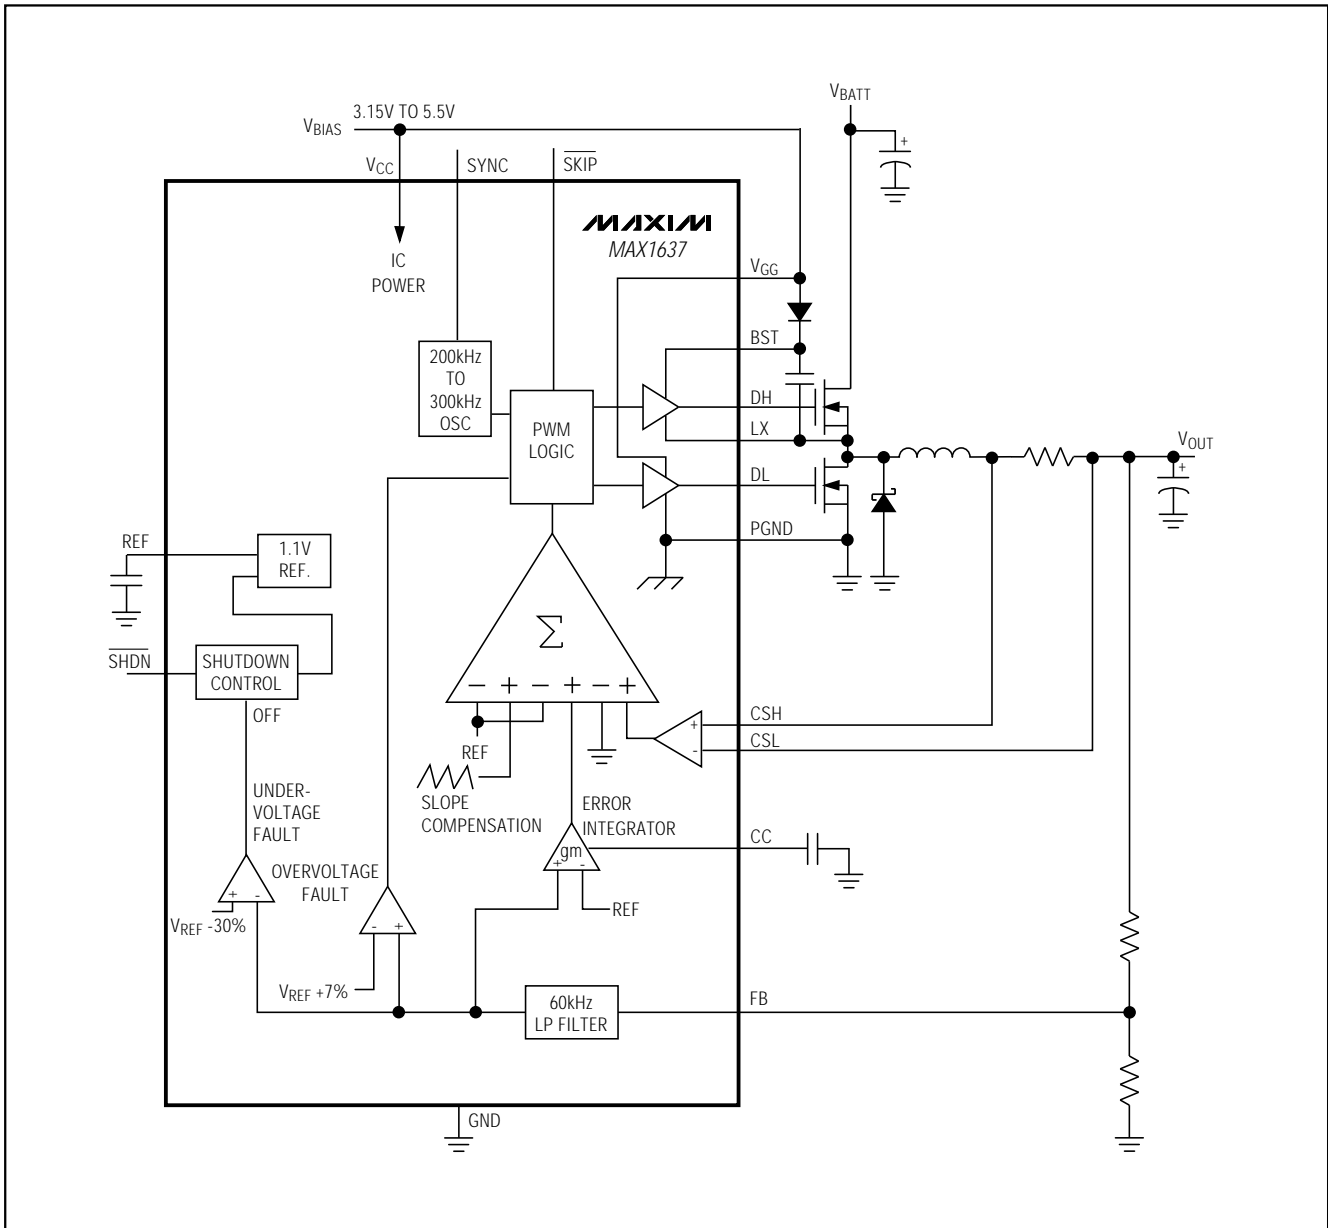 3.15V TO 5.5V
VBIAS
VBATT
+
VCC
SYNC
SKIP
MAXIM
MAX1637
IC
POWER
VGG
BST
200kHz
TO
300kHz
OSC
DH
PWM
LOGIC
LX
VOUT
+
DL
REF
1.1V
REF.
PGND
Σ
SHDN
SHUTDOWN
CONTROL
OFF
− + − + − +
CSH
+
REF
CSL
-
SLOPE
COMPENSATION
UNDER-
VOLTAGE
FAULT
ERROR
INTEGRATOR
CC
gm
+ -
OVERVOLTAGE
FAULT
+ -
REF
VREF -30%
- +
VREF +7%
60kHz
LP FILTER
FB
GND